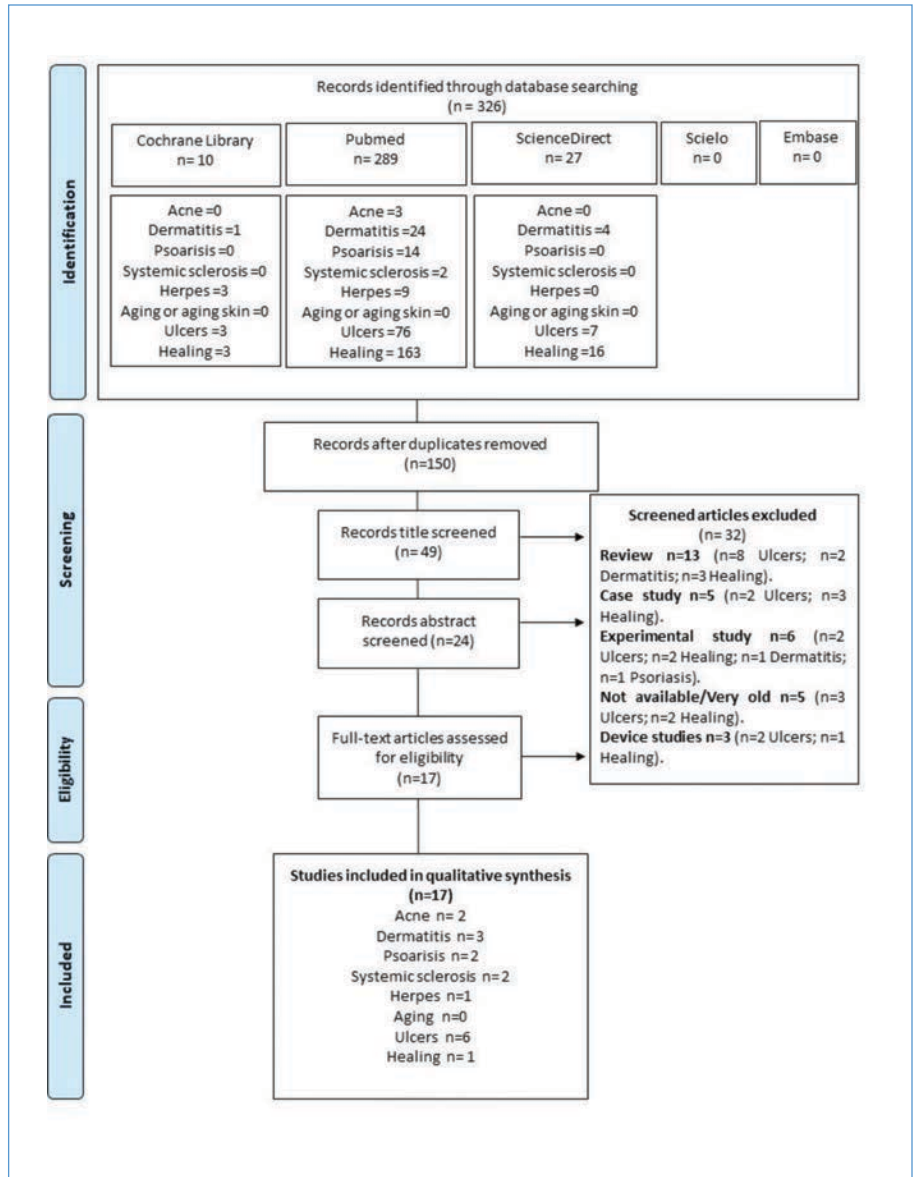 Identification
Records identified through database searching
(n = 326)
Cochrane Library
n= 10
Pubmed
n= 289
ScienceDirect
n= 27
Scielo
n= 0
Embase
n= 0
Acne =0
Dermatitis =1
Psoarisis =0
Systemic sclerosis =0
Herpes =3
Aging or aging skin =0
Ulcers =3
Healing =3
Acne =3
Dermatitis =24
Psoarisis =14
Systemic sclerosis =2
Herpes =9
Aging or aging skin =0
Ulcers =76
Healing = 163
Acne =0
Dermatitis =4
Psoarisis =0
Systemic sclerosis =0
Herpes =0
Aging or aging skin =0
Ulcers =7
Healing =16
Screening
Records after duplicates removed
(n=150)
Records title screened
(n= 49)
Records abstract
screened (n=24)
Screened articles excluded
(n= 32)
Review n=13 (n=8 Ulcers; n=2
Dermatitis; n=3 Healing).
Case study n=5 (n=2 Ulcers; n=3
Healing).
Experimental study n=6 (n=2
Ulcers; n=2 Healing; n=1 Dermatitis;
n=1 Psoriasis).
Not available/Very old n=5 (n=3
Ulcers; n=2 Healing).
Device studies n=3 (n=2 Ulcers; n=1
Healing).
Eligibility
Full-text articles assessed
for eligibility
(n=17)
Included
Studies included in qualitative synthesis
(n=17)
Acne n= 2
Dermatitis n=3
Psoarisis n=2
Systemic sclerosis n=2
Herpes n=1
Aging n=0
Ulcers n=6
Healing n= 1